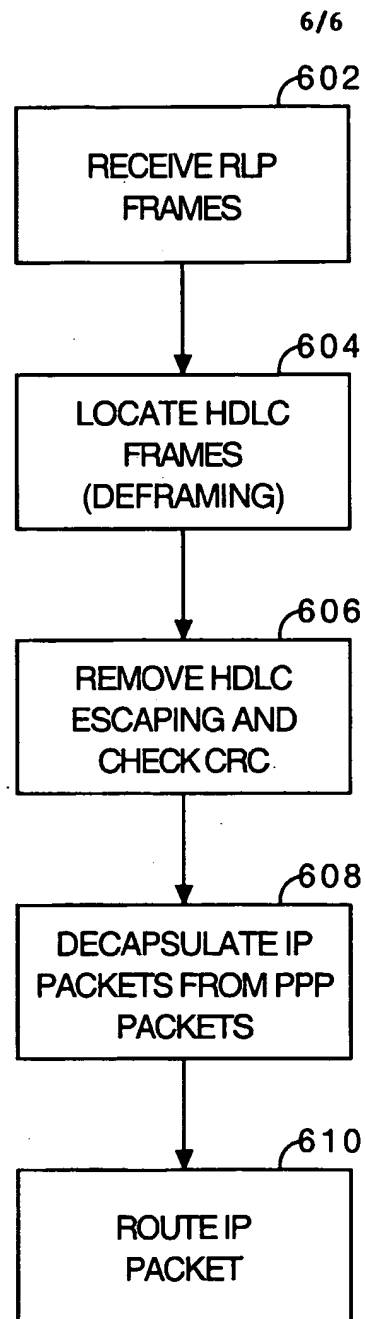 6/6
602
RECEIVE RLP
FRAMES
604
LOCATE HDLC
FRAMES
(DEFRAMING)
606
REMOVE HDLC
ESCAPING AND
CHECK CRC
608
DECAPSULATE IP
PACKETS FROM PPP
PACKETS
610
ROUTE IP
PACKET